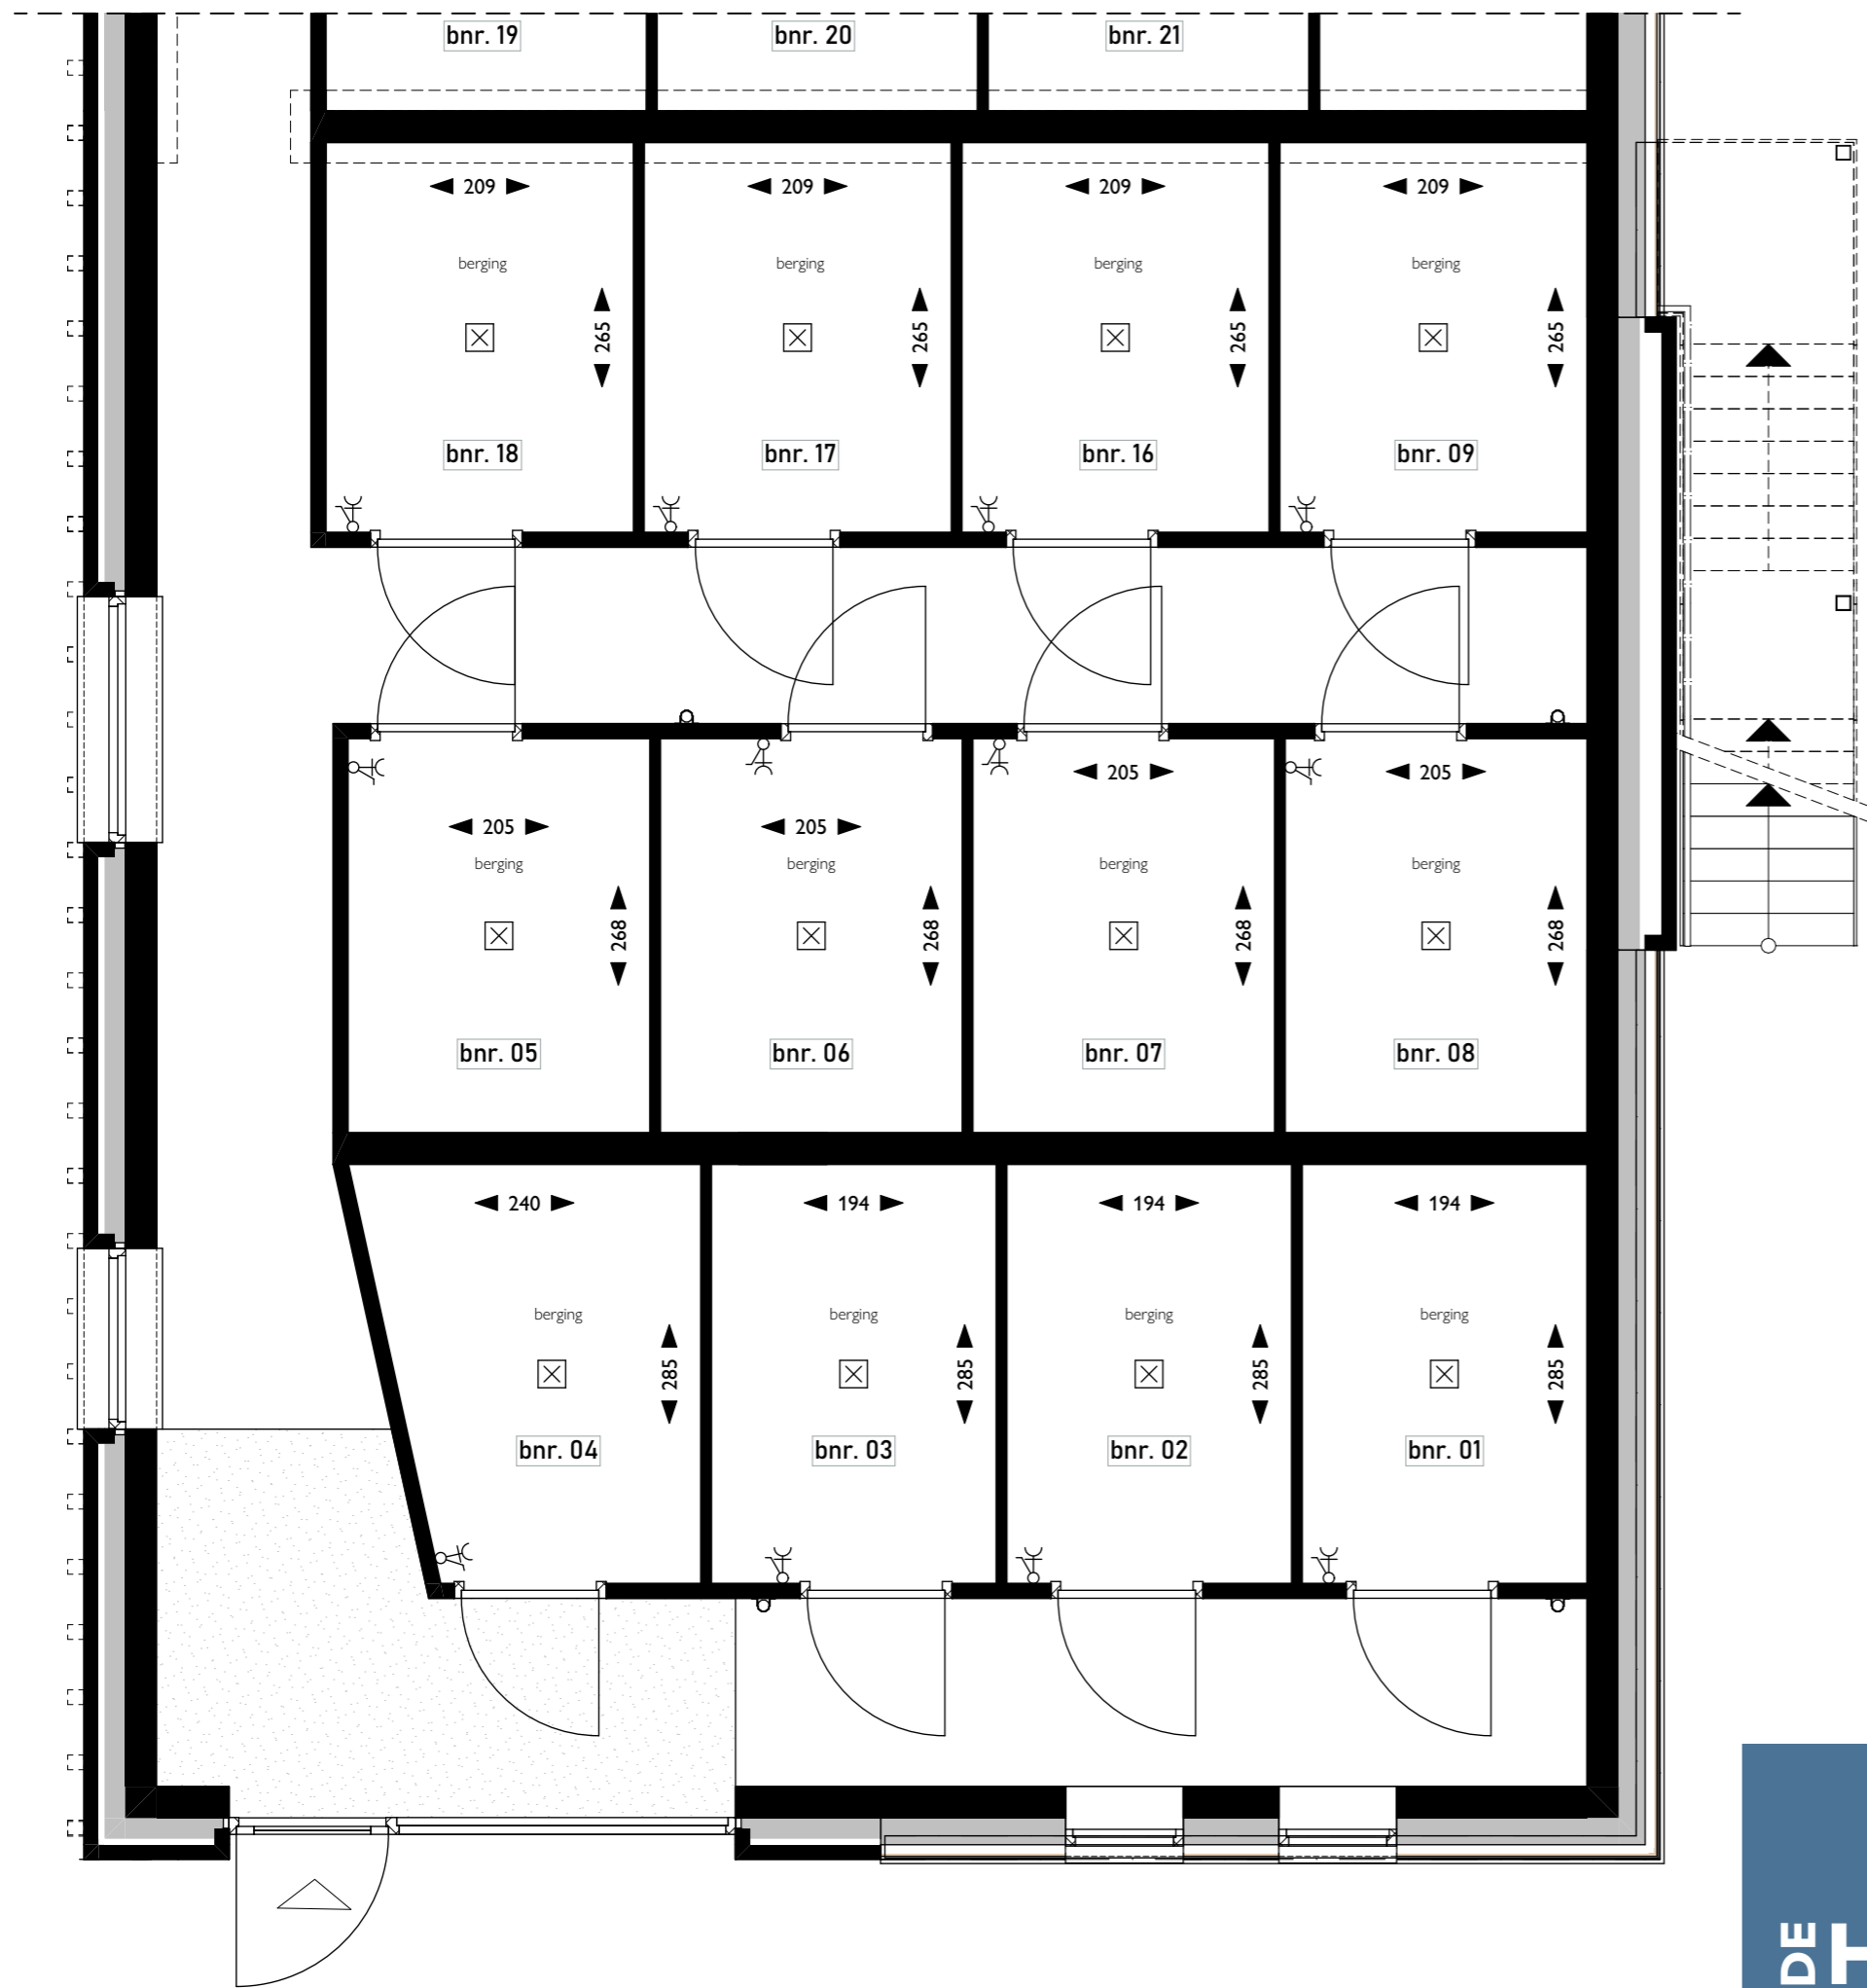 bnr. 19 bnr. 20 bnr. 21
209 209 209 209
berging berging berging berging
265 265 265 265
bnr. 18 bnr. 17 bnr. 16 bnr. 09
205 205
205 205
berging berging berging berging
268 268 268 268
bnr. 05 bnr. 06 bnr. 07 bnr. 08
240 194 194 194
berging berging berging berging
285 285 285 285
bnr. 04 bnr. 03 bnr. 02 bnr. 01
DE
H